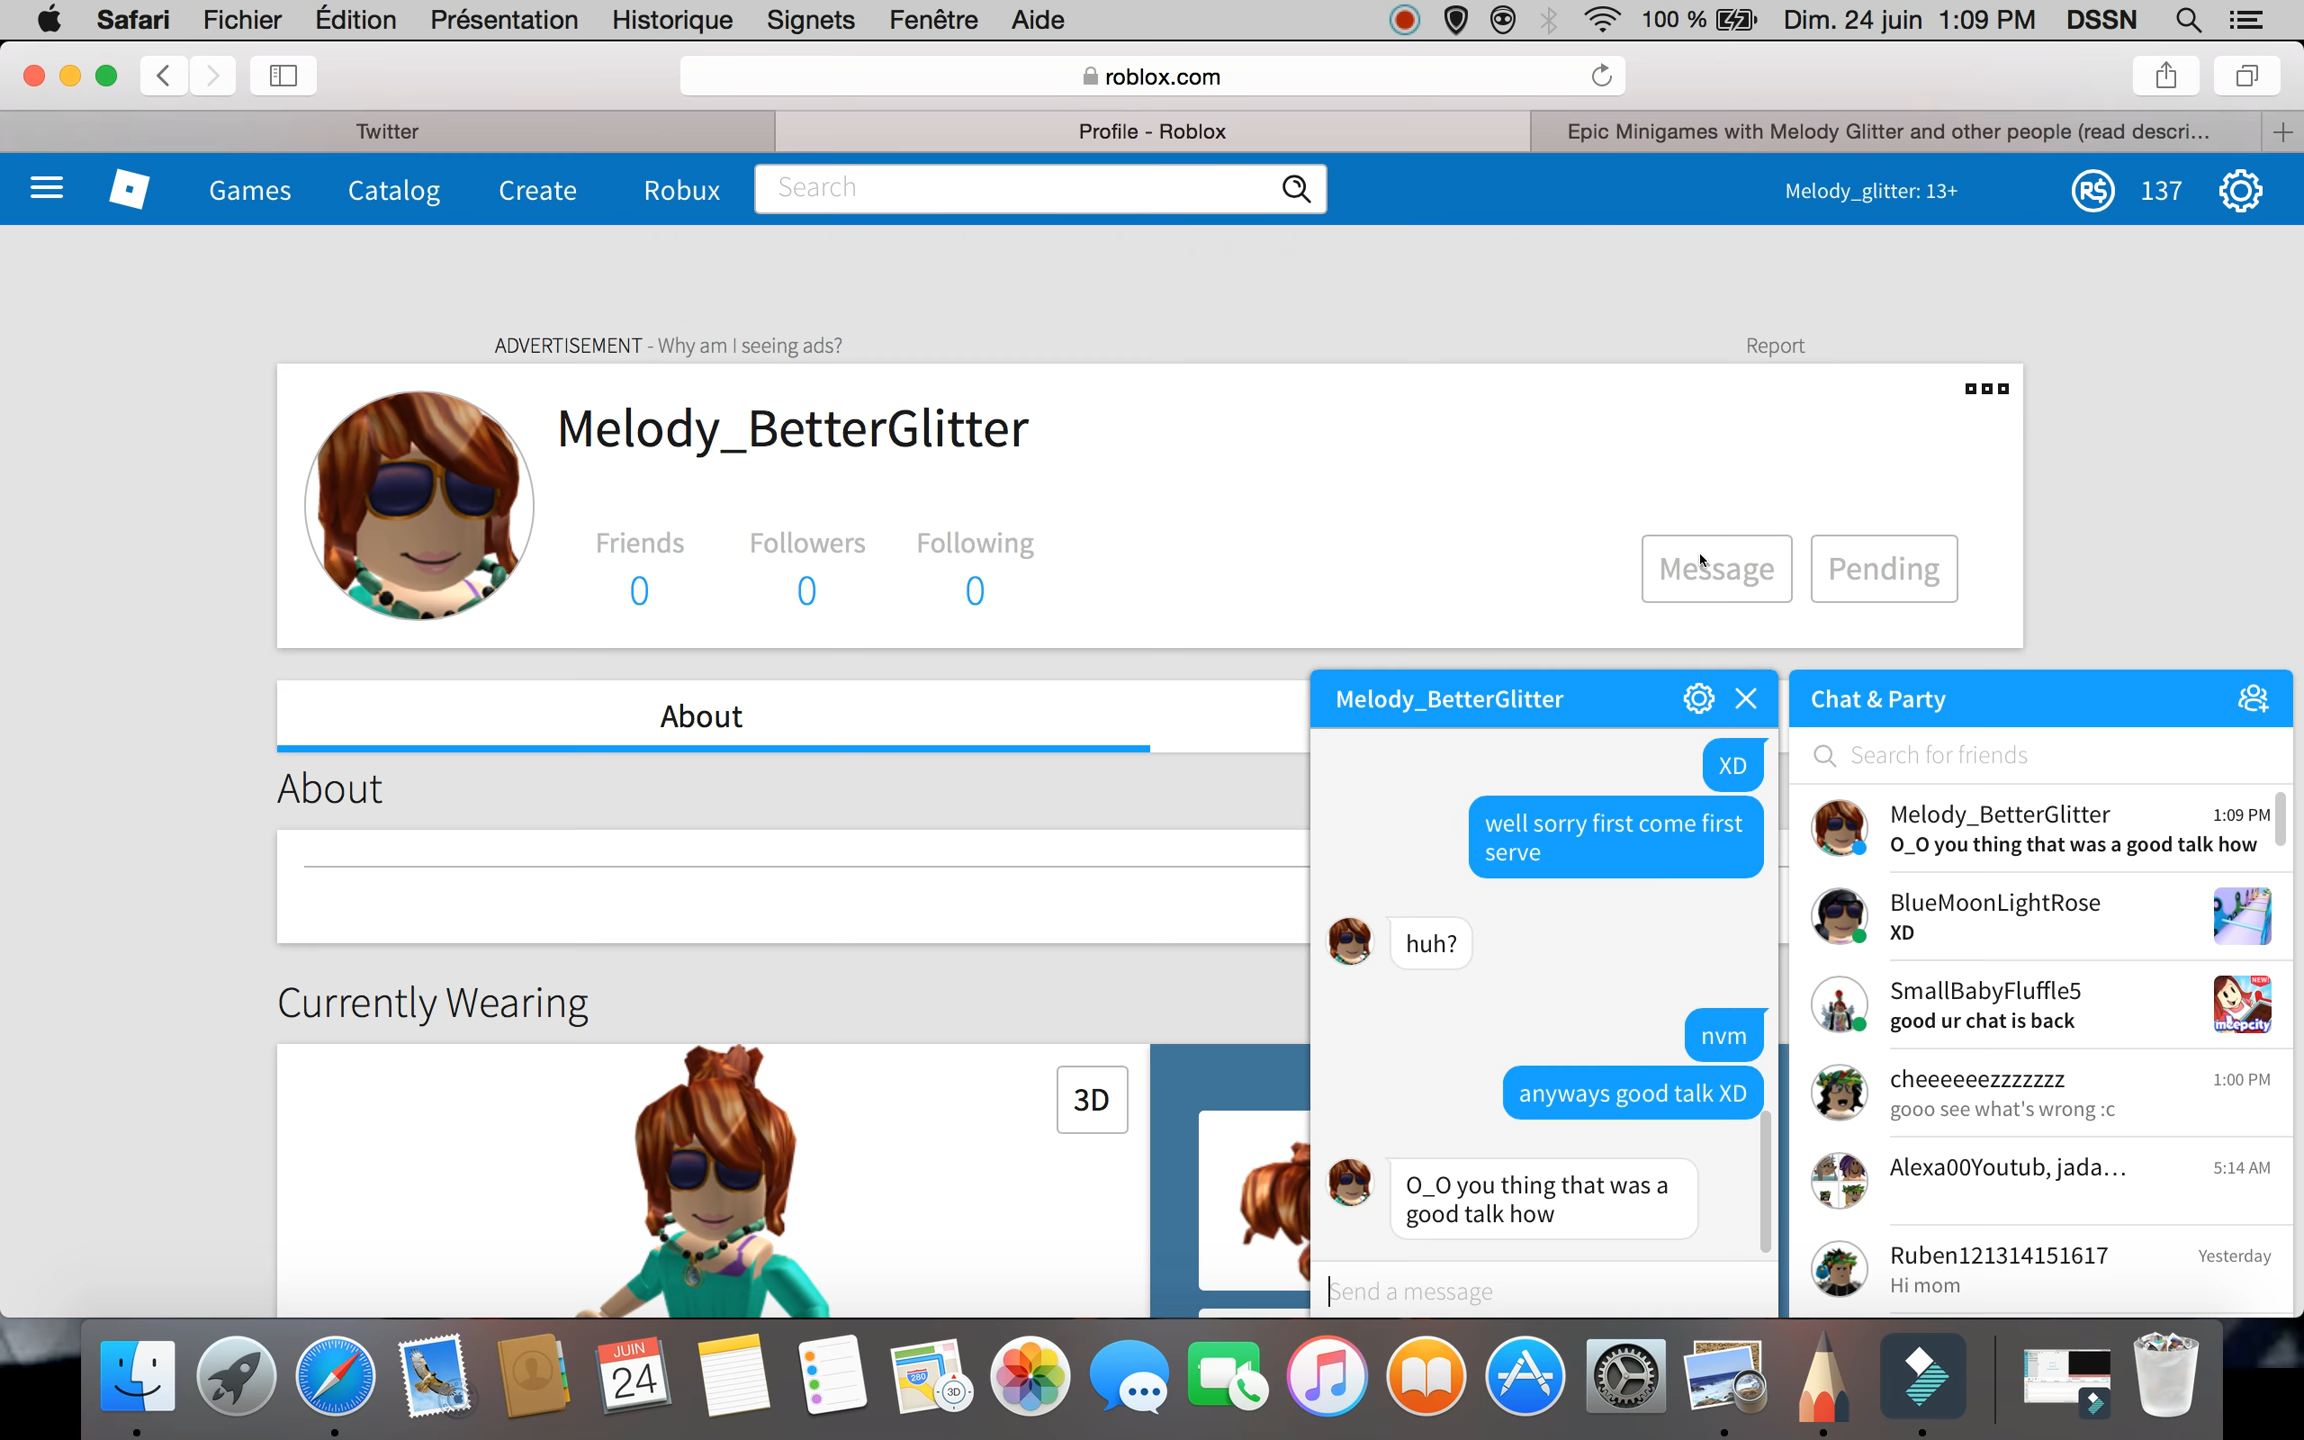 Safari Fichier Édition Présentation Historique Signets Fenêtre Aide 100 % Dim. 24 juin 1:09 PM DSSN
roblox.com
Twitter Profile - Roblox Epic Minigames with Melody Glitter and other people (read descri...
Games Catalog Create Robux Search Melody_glitter: 13+ R$ 137
ADVERTISEMENT - Why am I seeing ads? Report
Melody_BetterGlitter
Friends Followers Following
0 0 0
Message Pending
About
About
Currently Wearing
3D
Melody_BetterGlitter
XD
well sorry first come first
serve
huh?
nvm
anyways good talk XD
O_O you thing that was a
good talk how
Send a message
Chat & Party
Search for friends
Melody_BetterGlitter 1:09 PM
O_O you thing that was a good talk how
BlueMoonLightRose
XD
SmallBabyFluffle5
good ur chat is back
NEW
meepcity
cheeeeeezzzzzzz 1:00 PM
gooo see what's wrong :c
Alexa00Youtub, jada... 5:14 AM
Ruben121314151617 Yesterday
Hi mom
JUIN
24
280
3D